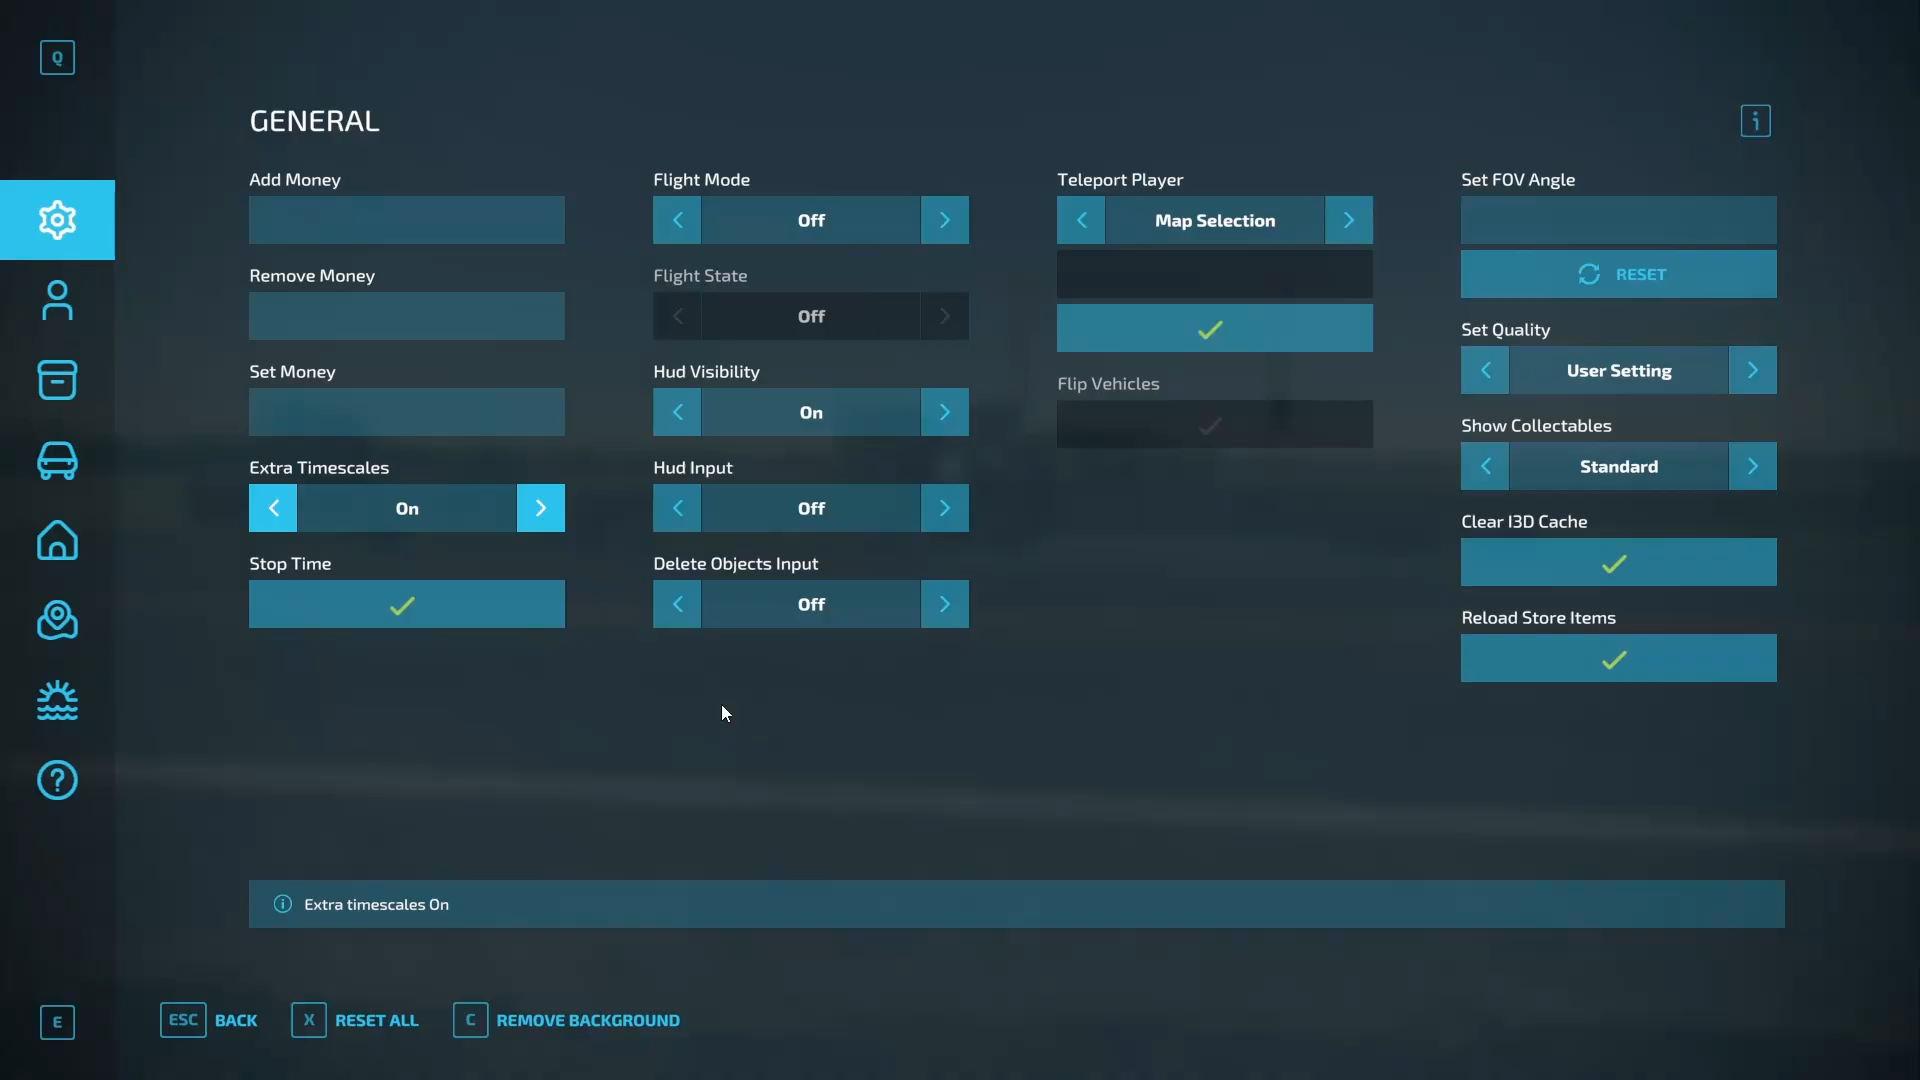 Q
GENERAL
i
Add Money
Remove Money
Set Money
Extra Timescales
On
Stop Time
Flight Mode
Off
Flight State
Off
Hud Visibility
On
Hud Input
Off
Delete Objects Input
Off
Teleport Player
Map Selection
Flip Vehicles
Set FOV Angle
RESET
Set Quality
User Setting
Show Collectables
Standard
Clear I3D Cache
Reload Store Items
?
i Extra timescales On
E
ESC BACK X RESET ALL C REMOVE BACKGROUND